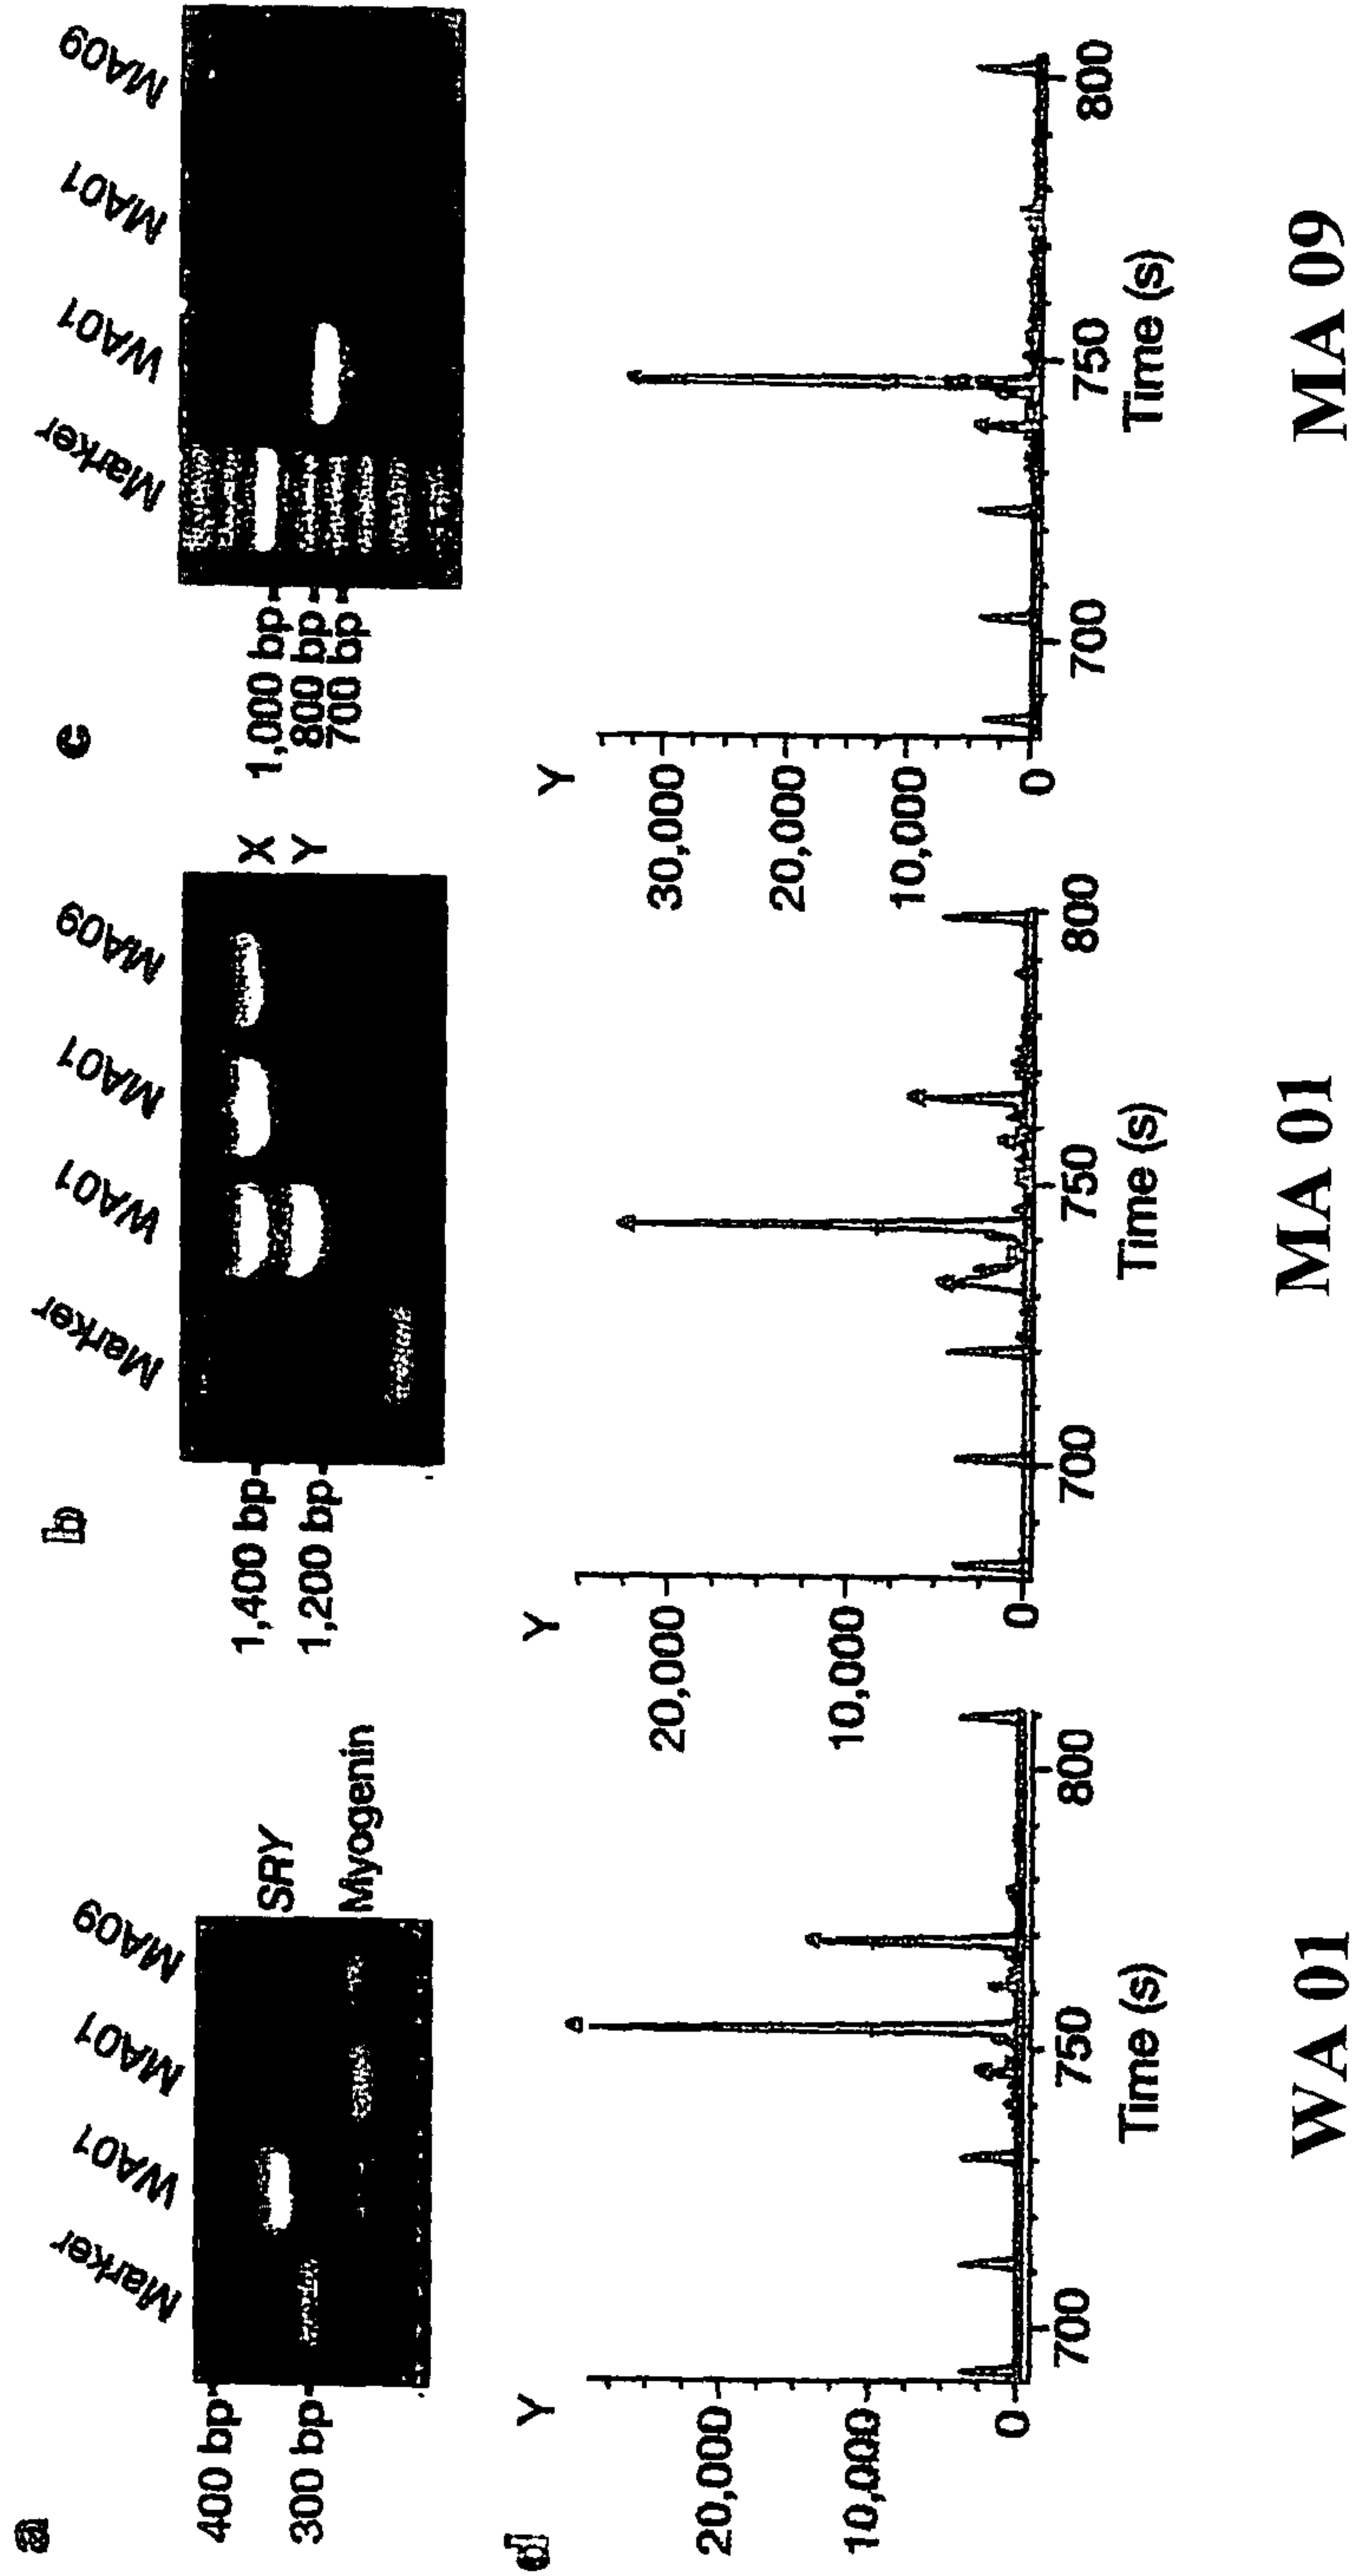 a
Marker WA01 MA01 MA09
400 bp
300 bp
SRY
Myogenin
b
Marker WA01 MA01 MA09
1,400 bp
1,200 bp
X
Y
c
Marker WA01 MA01 MA09
1,000 bp
800 bp
700 bp
d
Y
20,000
10,000
0
700 750 800
Time (s)
WA 01
Y
20,000
10,000
0
700 750 800
Time (s)
MA 01
Y
30,000
20,000
10,000
0
700 750 800
Time (s)
MA 09